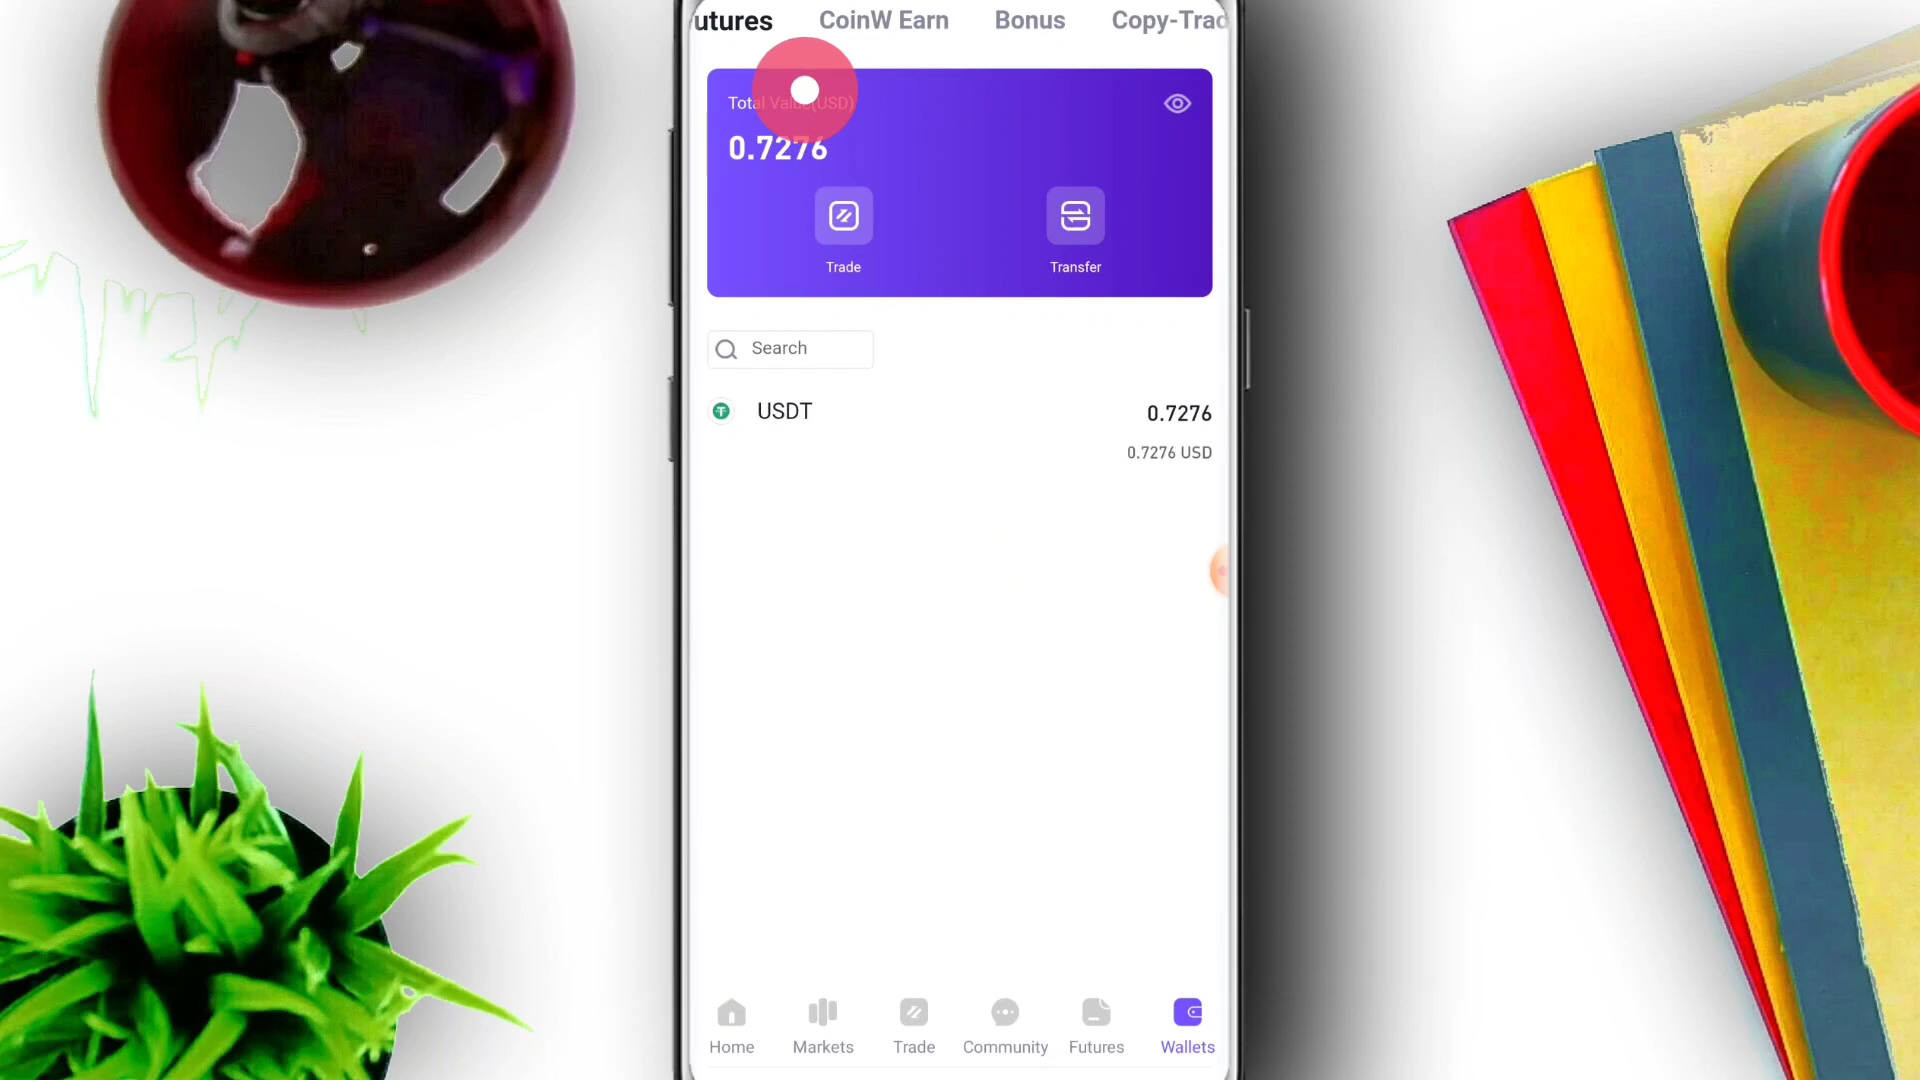 utures CoinW Earn Bonus Copy-Trad
Total Value(USD)
0.7276
Trade Transfer
Search
USDT 0.7276
0.7276 USD
Home Markets Trade Community Futures Wallets